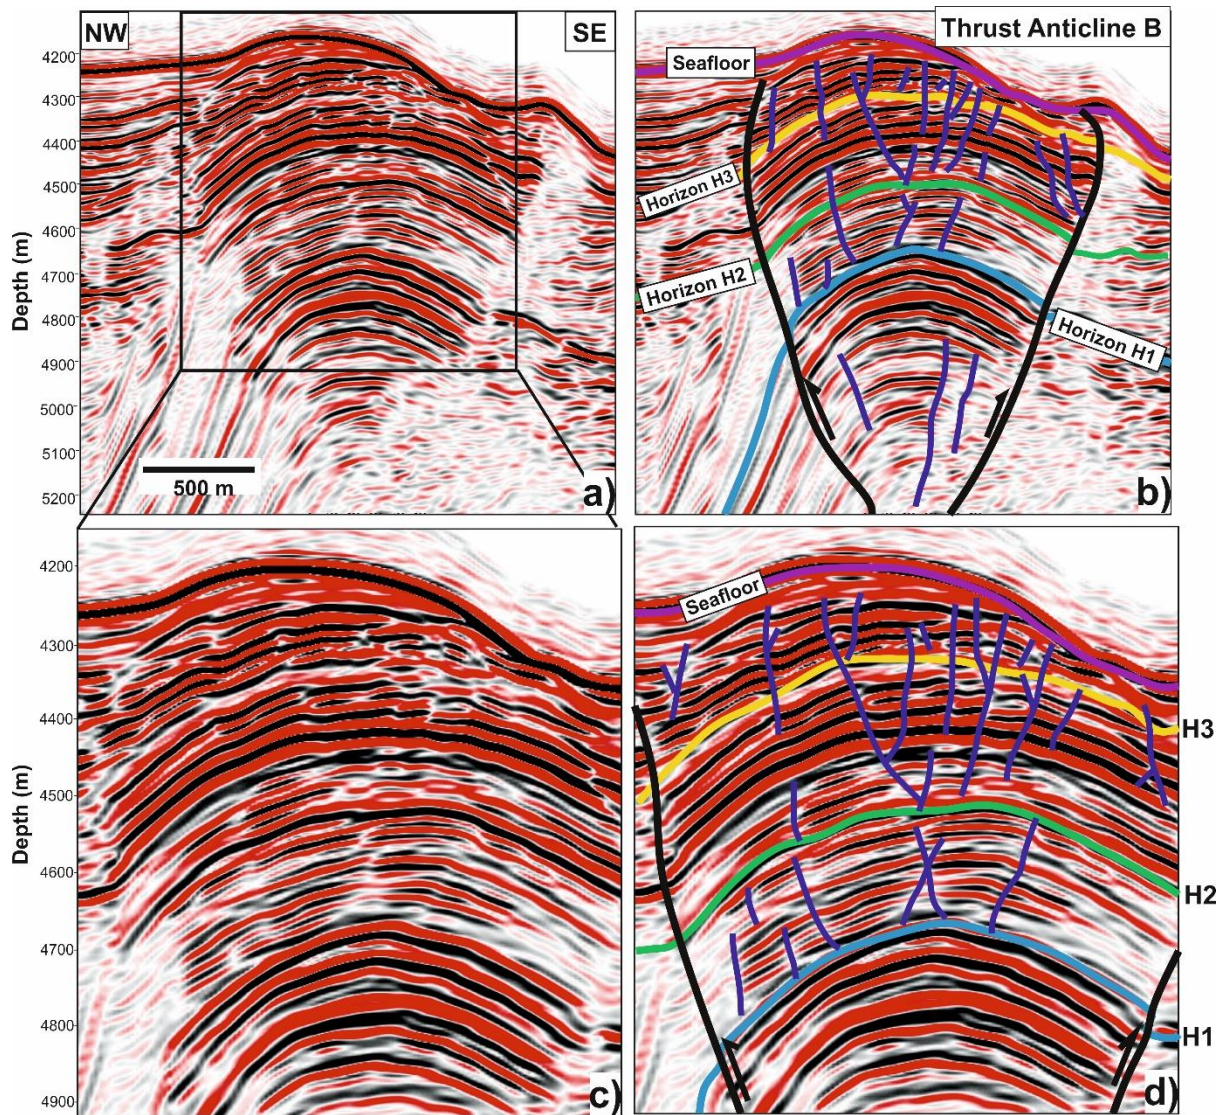 NW
SE
Thrust Anticline B
Seafloor
Depth (m)
4200
4300
4400
4500
4600
4700
4800
4900
5000
5100
5200
500 m
a)
Horizon H3
Horizon H2
Horizon H1
b)
Depth (m)
4200
4300
4400
4500
4600
4700
4800
4900
c)
Seafloor
H3
H2
H1
d)